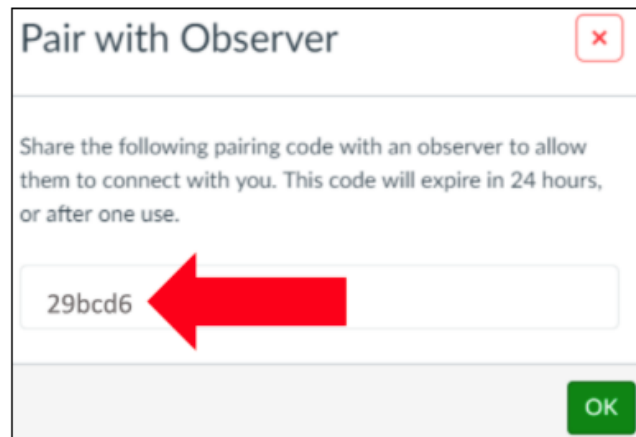 Pair with Observer
Share the following pairing code with an observer to allow
them to connect with you. This code will expire in 24 hours,
or after one use.
29bcd6
OK